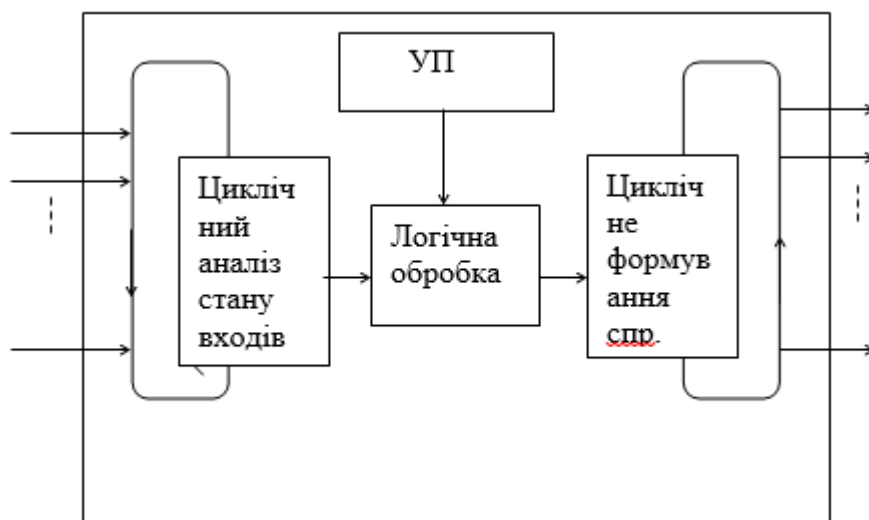 УП
Цикліч
ний
аналіз
стану
входів
Логічна
обробка
Цикліч
не
формув
ання
спр.